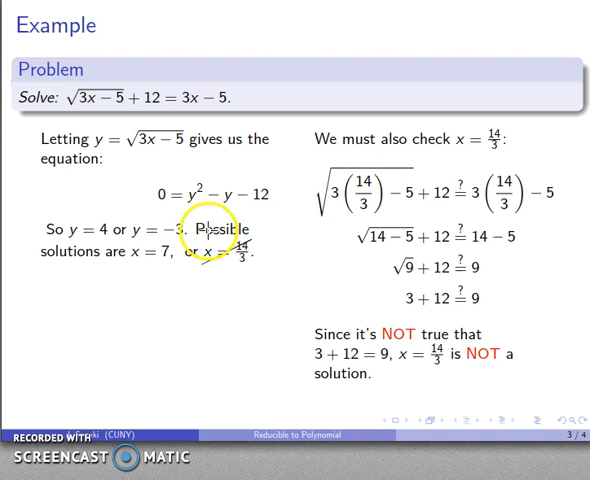 Example
Problem
Solve: √(3x − 5) + 12 = 3x − 5.
Letting y = √(3x − 5) gives us the
equation:
0 = y² − y − 12
So y = 4 or y = −3. Possible
solutions are x = 7, or x = 14/3.
We must also check x = 14/3:
√(3(14/3) − 5) + 12 ?= 3(14/3) − 5
√(14 − 5) + 12 ?= 14 − 5
√9 + 12 ?= 9
3 + 12 ?= 9
Since it's NOT true that
3 + 12 = 9, x = 14/3 is NOT a
solution.
(CUNY)
Reducible to Polynomial
3 / 4
RECORDED WITH
SCREENCAST MATIC